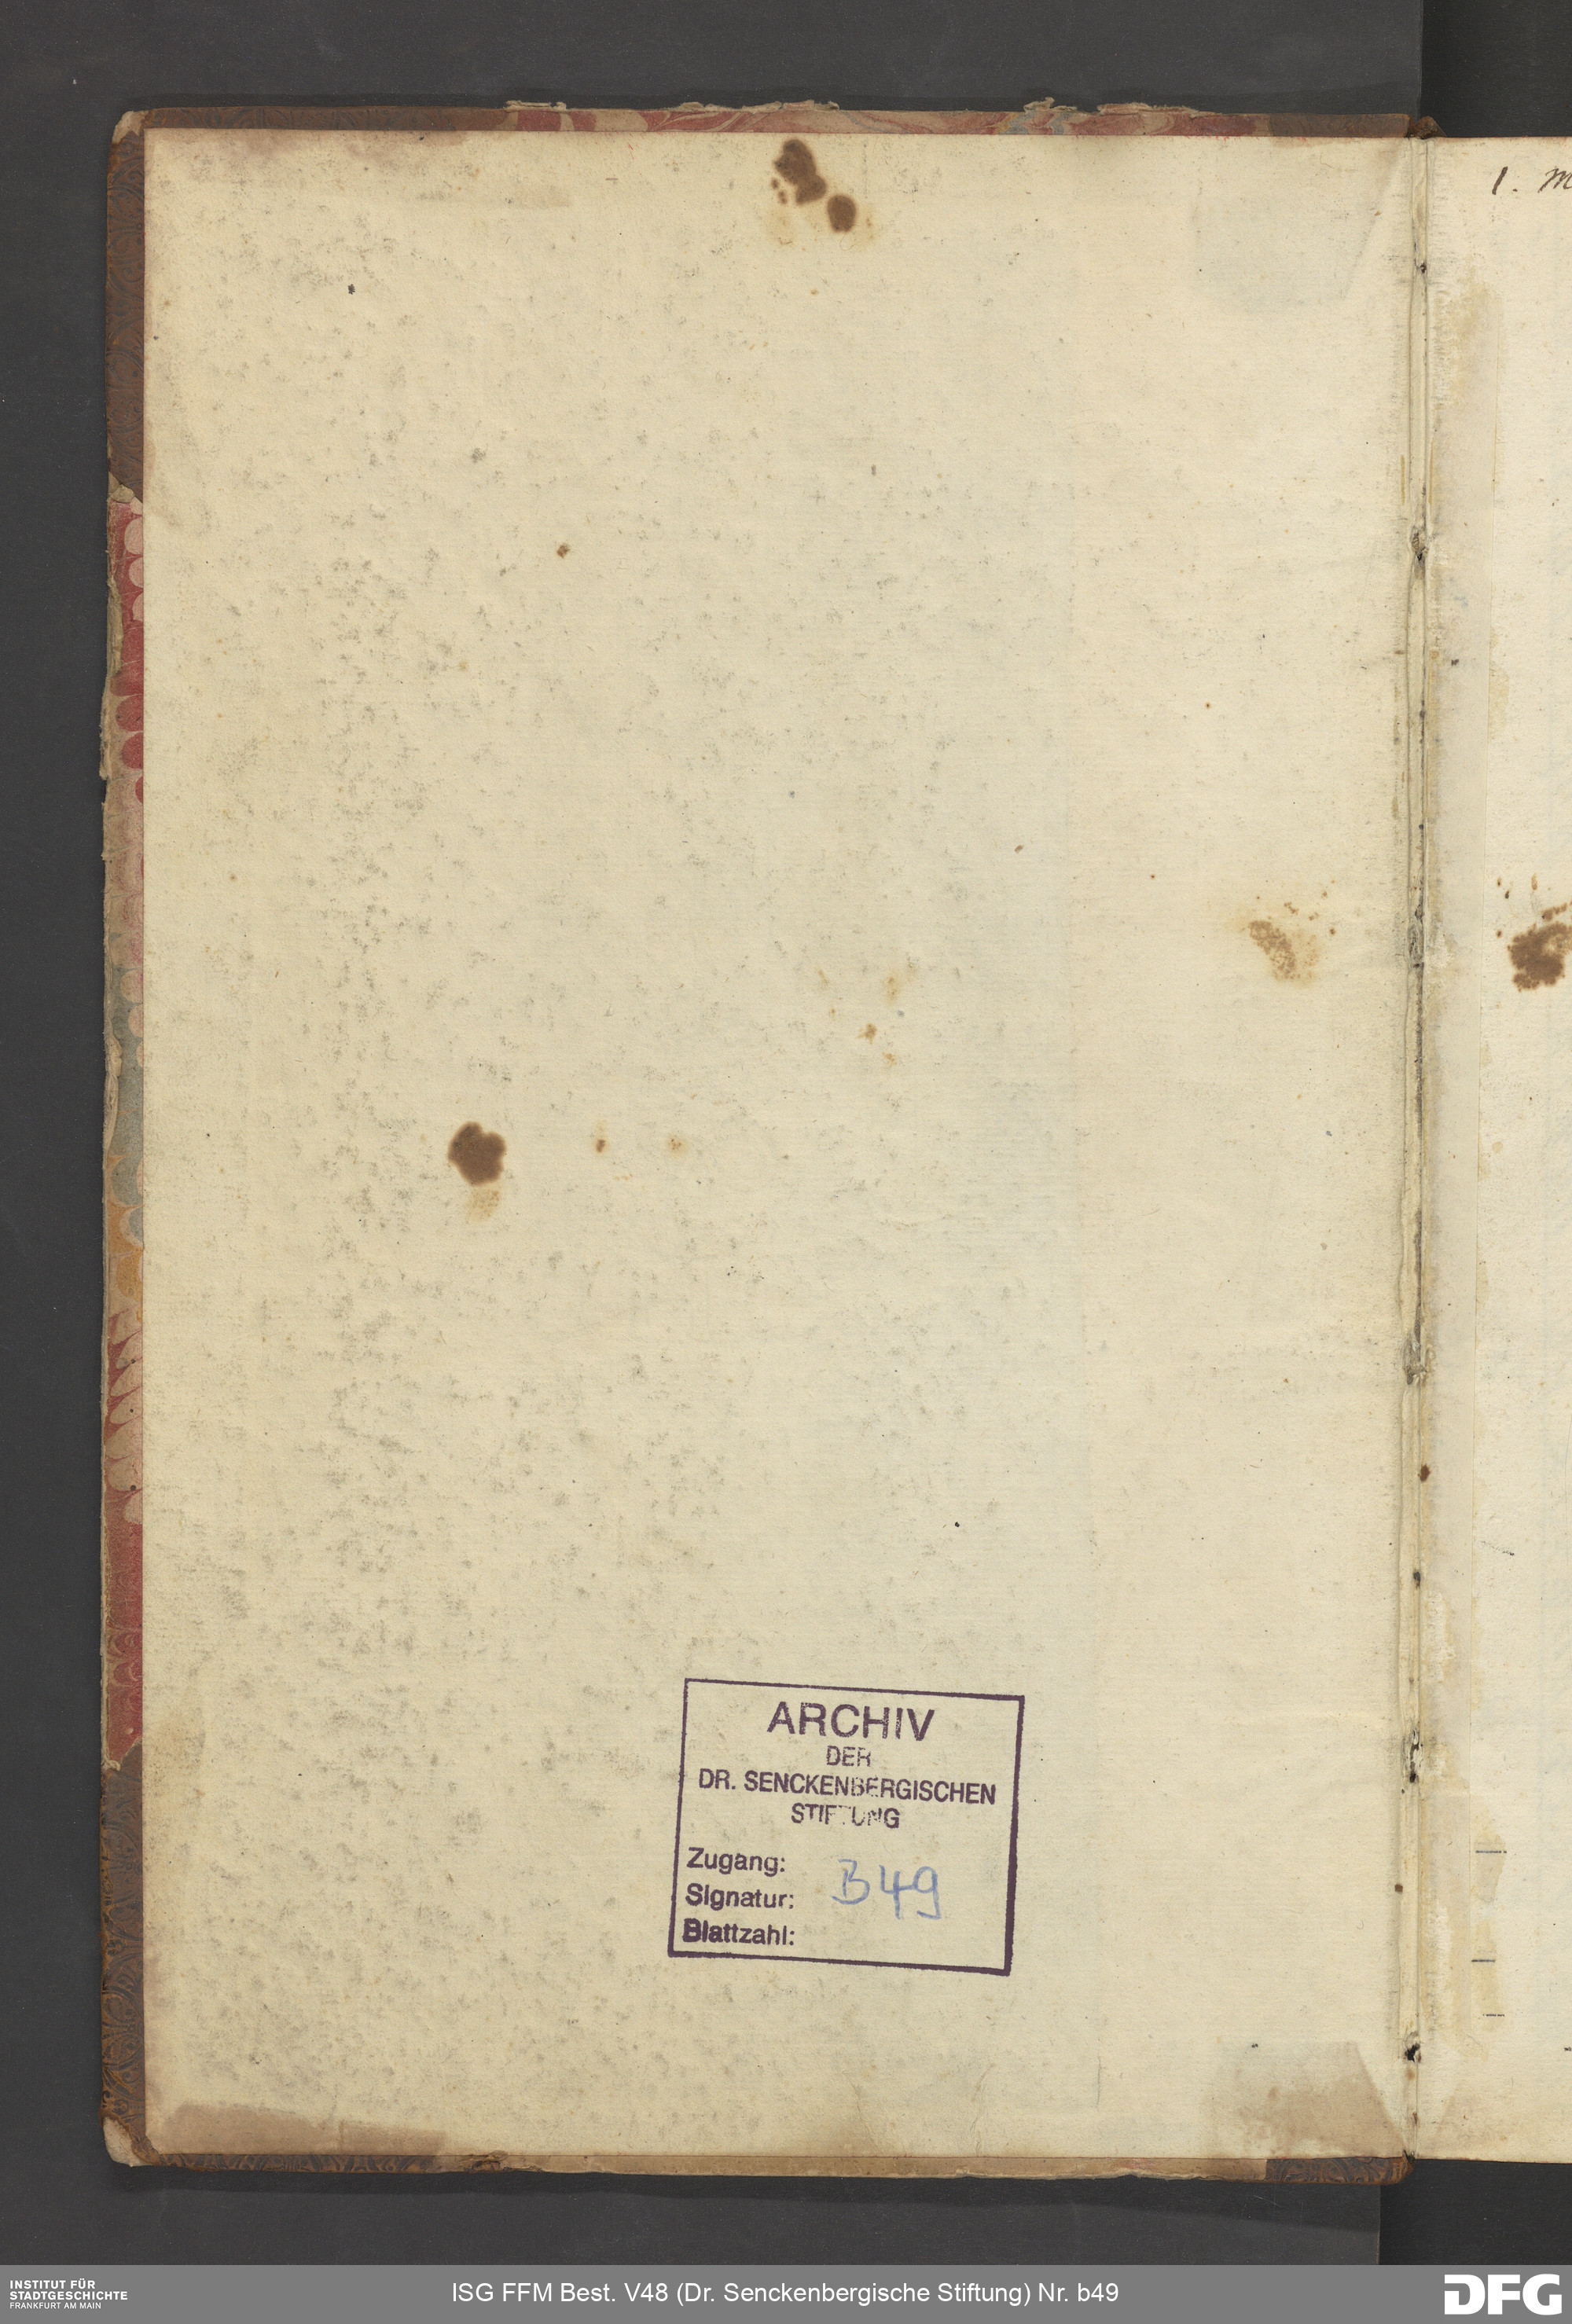 1. m
ARCHIV
DER
DR. SENCKENBERGISCHEN
STIFTUNG
Zugang:
Signatur: B49
Blattzahl:
INSTITUT FÜR
STADTGESCHICHTE
FRANKFURT AM MAIN
ISG FFM Best. V48 (Dr. Senckenbergische Stiftung) Nr. b49
DFG